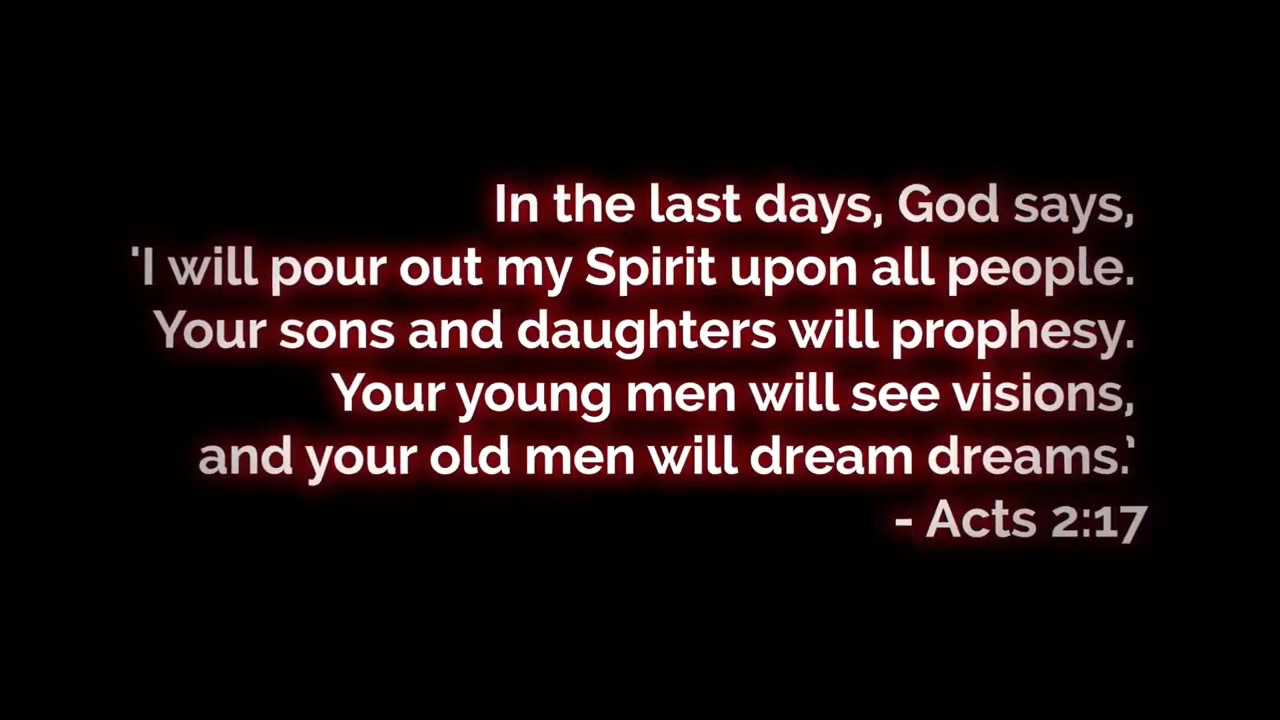 In the last days, God says,
'I will pour out my Spirit upon all people.
Your sons and daughters will prophesy.
Your young men will see visions,
and your old men will dream dreams.'
- Acts 2:17